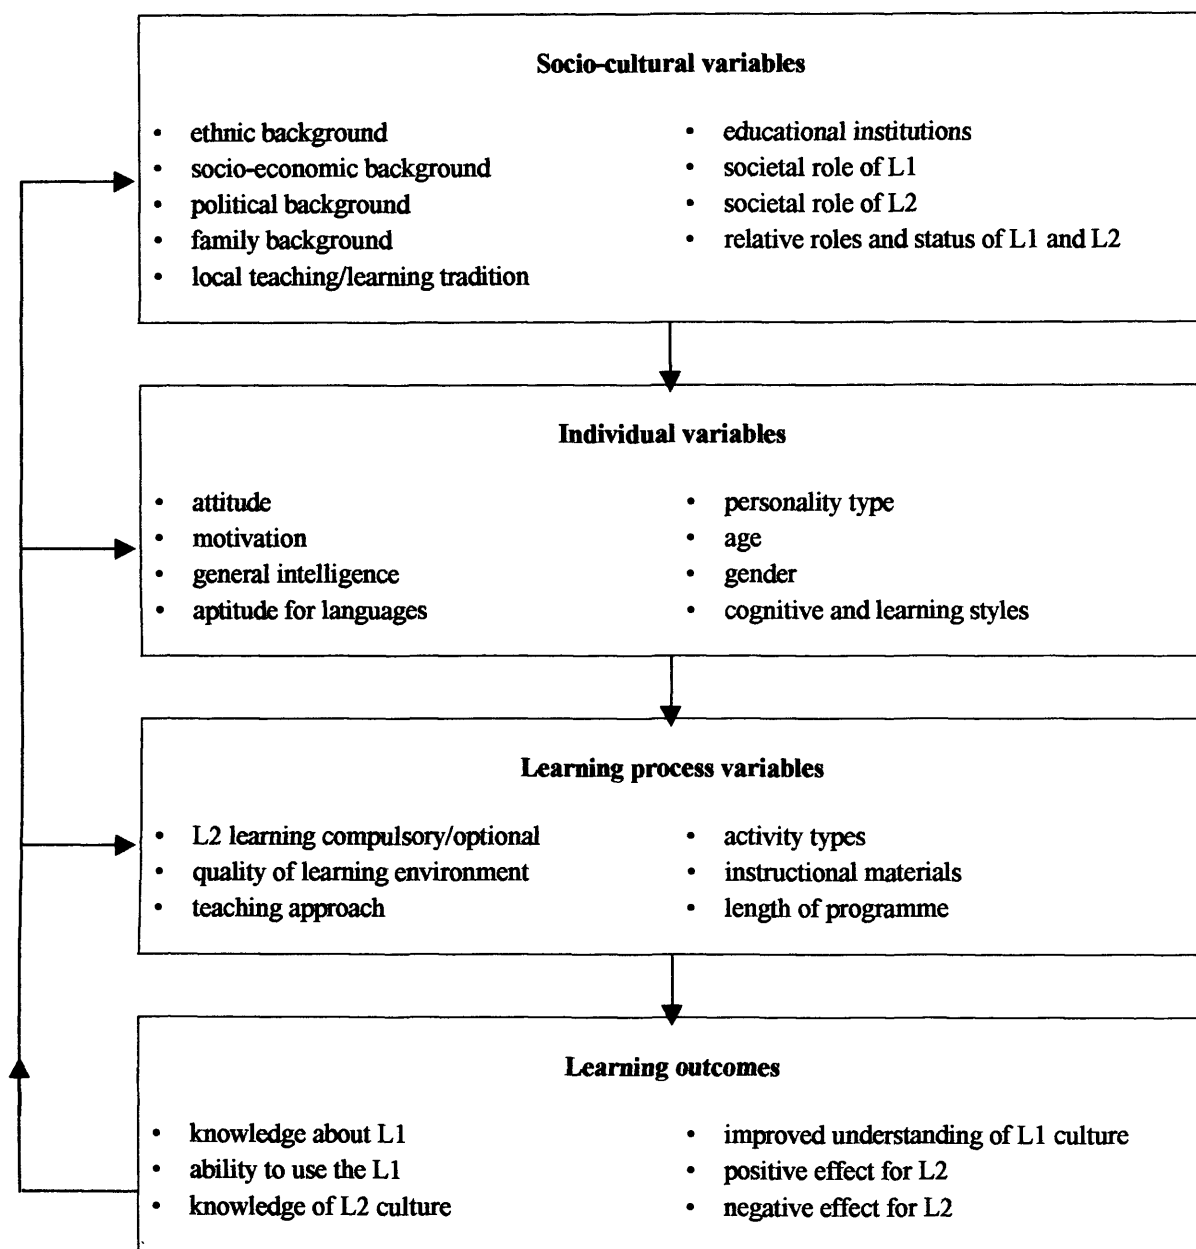 Socio-cultural variables
• ethnic background
• socio-economic background
• political background
• family background
• local teaching/learning tradition
• educational institutions
• societal role of L1
• societal role of L2
• relative roles and status of L1 and L2
Individual variables
• attitude
• motivation
• general intelligence
• aptitude for languages
• personality type
• age
• gender
• cognitive and learning styles
Learning process variables
• L2 learning compulsory/optional
• quality of learning environment
• teaching approach
• activity types
• instructional materials
• length of programme
Learning outcomes
• knowledge about L1
• ability to use the L1
• knowledge of L2 culture
• improved understanding of L1 culture
• positive effect for L2
• negative effect for L2